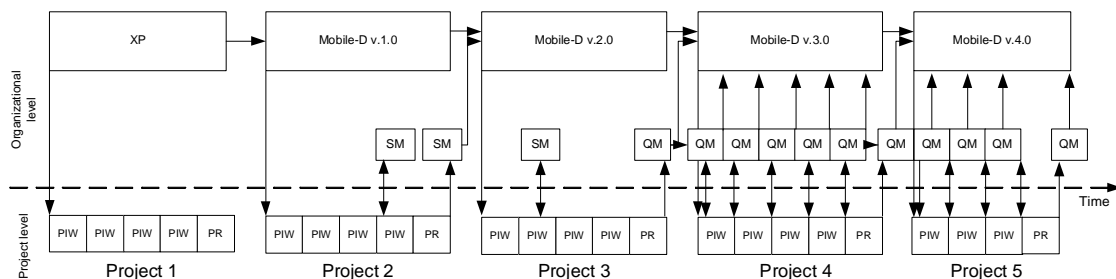 XP
Mobile-D v.1.0
Mobile-D v.2.0
Mobile-D v.3.0
Mobile-D v.4.0
Organizational
level
SM SM SM QM QM QM QM QM QM QM QM QM QM QM
Time
Project level
PIW PIW PIW PIW PR PIW PIW PIW PIW PR PIW PIW PIW PIW PR PIW PIW PIW PIW PR PIW PIW PIW PR
Project 1
Project 2
Project 3
Project 4
Project 5